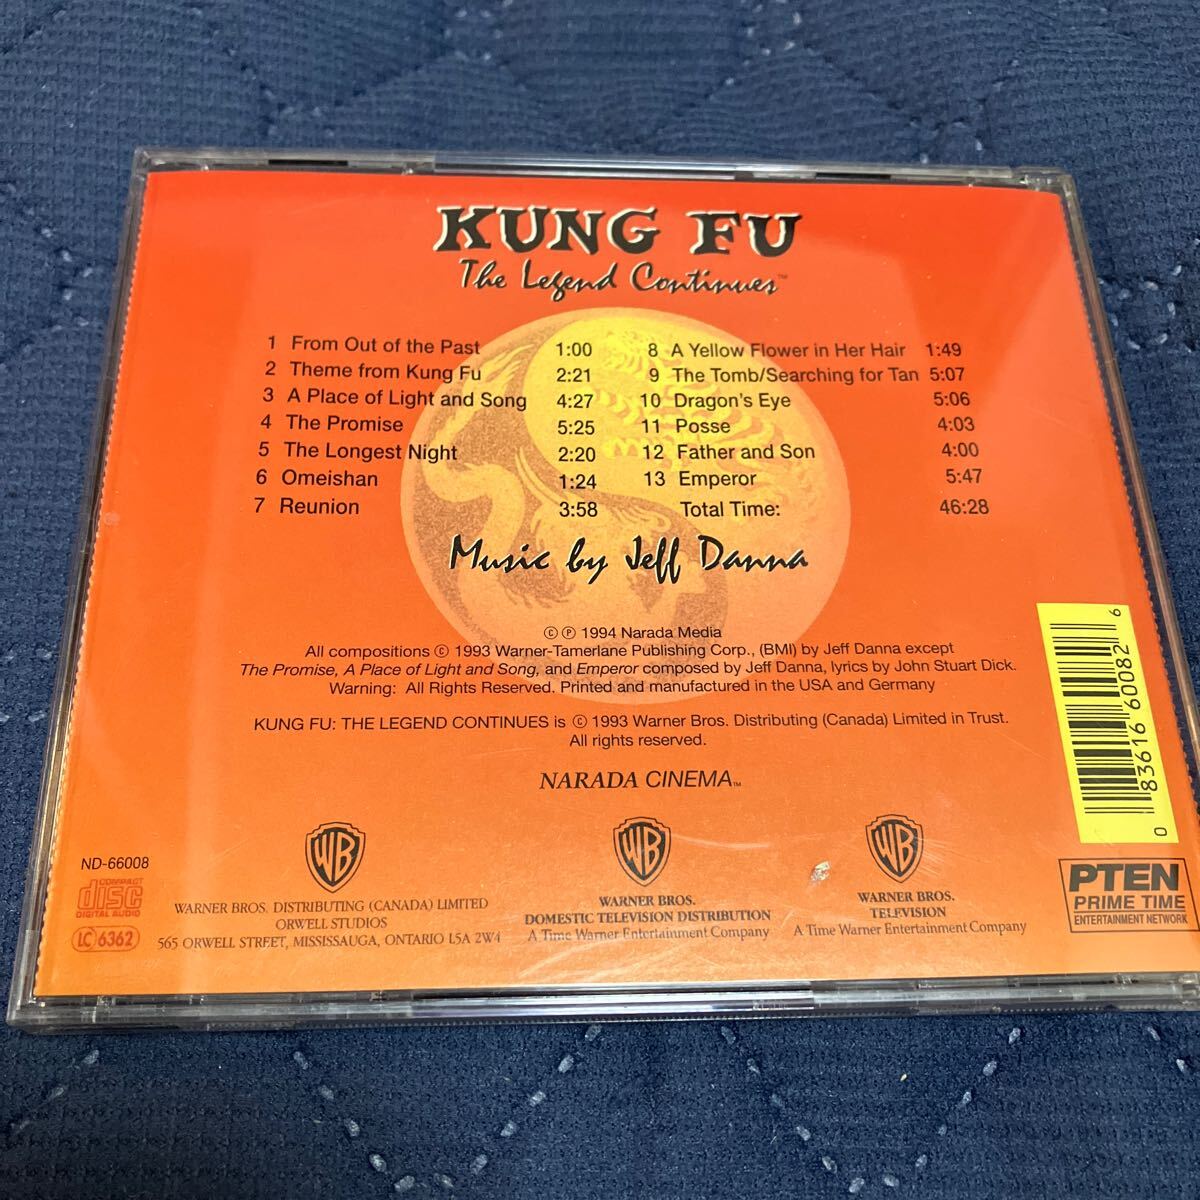 KUNG FU
The Legend Continues™
1 From Out of the Past 1:00
2 Theme from Kung Fu 2:21
3 A Place of Light and Song 4:27
4 The Promise 5:25
5 The Longest Night 2:20
6 Omeishan 1:24
7 Reunion 3:58
8 A Yellow Flower in Her Hair 1:49
9 The Tomb/Searching for Tan 5:07
10 Dragon's Eye 5:06
11 Posse 4:03
12 Father and Son 4:00
13 Emperor 5:47
Total Time: 46:28
Music by Jeff Danna
© ℗ 1994 Narada Media
All compositions © 1993 Warner-Tamerlane Publishing Corp., (BMI) by Jeff Danna except
The Promise, A Place of Light and Song, and Emperor composed by Jeff Danna, lyrics by John Stuart Dick.
Warning: All Rights Reserved. Printed and manufactured in the USA and Germany
KUNG FU: THE LEGEND CONTINUES is © 1993 Warner Bros. Distributing (Canada) Limited in Trust.
All rights reserved.
NARADA CINEMA™
0 83616 60082 6
ND-66008
COMPACT
disc
DIGITAL AUDIO
LC 6362
WB
WARNER BROS. DISTRIBUTING (CANADA) LIMITED
ORWELL STUDIOS
565 ORWELL STREET, MISSISSAUGA, ONTARIO L5A 2W4
WB
WARNER BROS.
DOMESTIC TELEVISION DISTRIBUTION
A Time Warner Entertainment Company
WB
WARNER BROS.
TELEVISION
A Time Warner Entertainment Company
PTEN
PRIME TIME
ENTERTAINMENT NETWORK